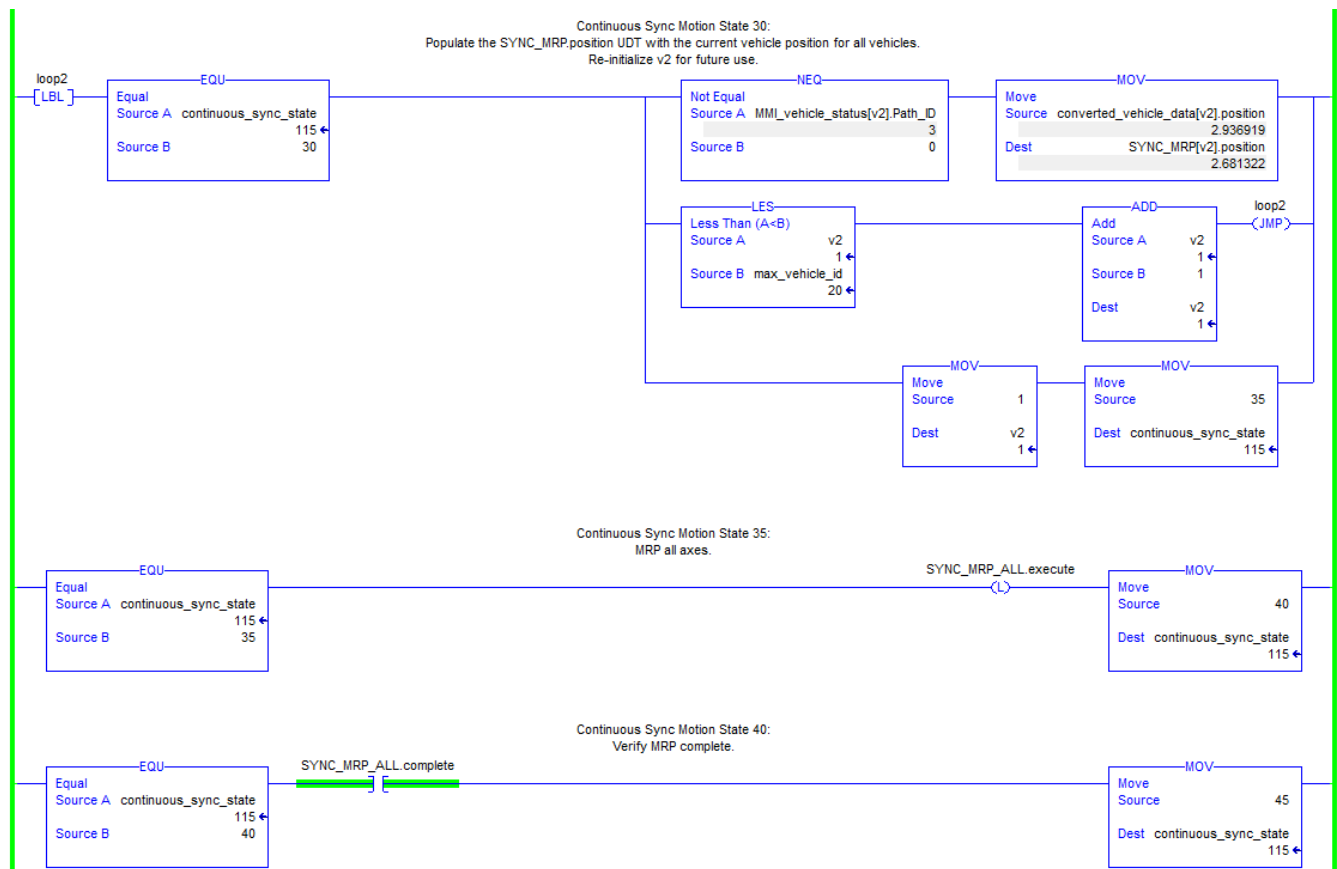 Continuous Sync Motion State 30:
Populate the SYNC_MRP.position UDT with the current vehicle position for all vehicles.
Re-initialize v2 for future use.
loop2
LBL
EQU
Equal
Source A continuous_sync_state
115
Source B 30
NEQ
Not Equal
Source A MMI_vehicle_status[v2].Path_ID
3
Source B 0
MOV
Move
Source converted_vehicle_data[v2].position
2.936919
Dest SYNC_MRP[v2].position
2.681322
LES
Less Than (A<B)
Source A v2
1
Source B max_vehicle_id
20
ADD
Add
Source A v2
1
Source B 1
Dest v2
1
loop2
JMP
MOV
Move
Source 1
Dest v2
1
MOV
Move
Source 35
Dest continuous_sync_state
115
Continuous Sync Motion State 35:
MRP all axes.
EQU
Equal
Source A continuous_sync_state
115
Source B 35
SYNC_MRP_ALL.execute
L
MOV
Move
Source 40
Dest continuous_sync_state
115
Continuous Sync Motion State 40:
Verify MRP complete.
EQU
Equal
Source A continuous_sync_state
115
Source B 40
SYNC_MRP_ALL.complete
MOV
Move
Source 45
Dest continuous_sync_state
115